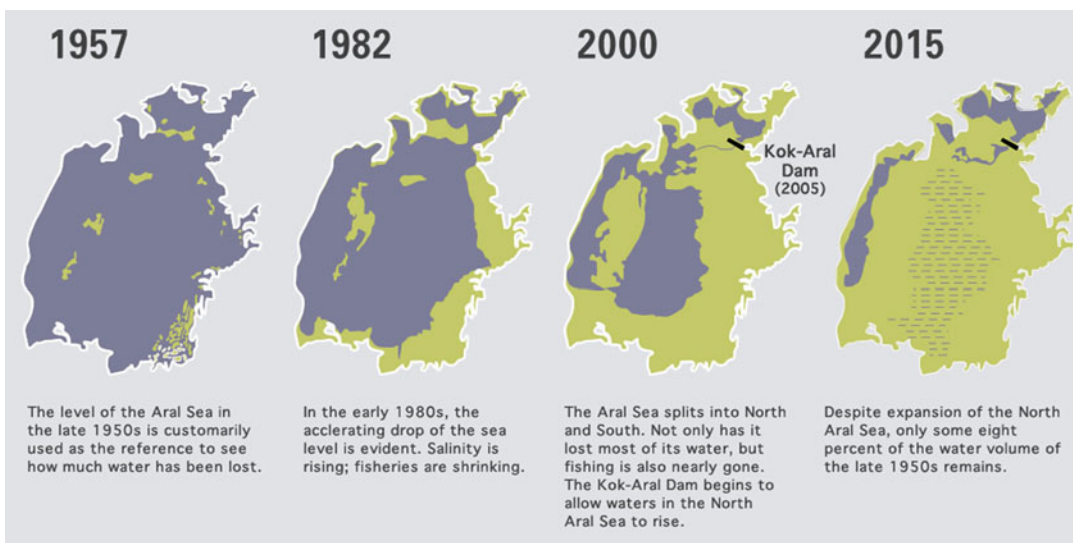 1957
The level of the Aral Sea in
the late 1950s is customarily
used as the reference to see
how much water has been lost.
1982
In the early 1980s, the
acclerating drop of the sea
level is evident. Salinity is
rising; fisheries are shrinking.
2000
Kok-Aral
Dam
(2005)
The Aral Sea splits into North
and South. Not only has it
lost most of its water, but
fishing is also nearly gone.
The Kok-Aral Dam begins to
allow waters in the North
Aral Sea to rise.
2015
Despite expansion of the North
Aral Sea, only some eight
percent of the water volume of
the late 1950s remains.